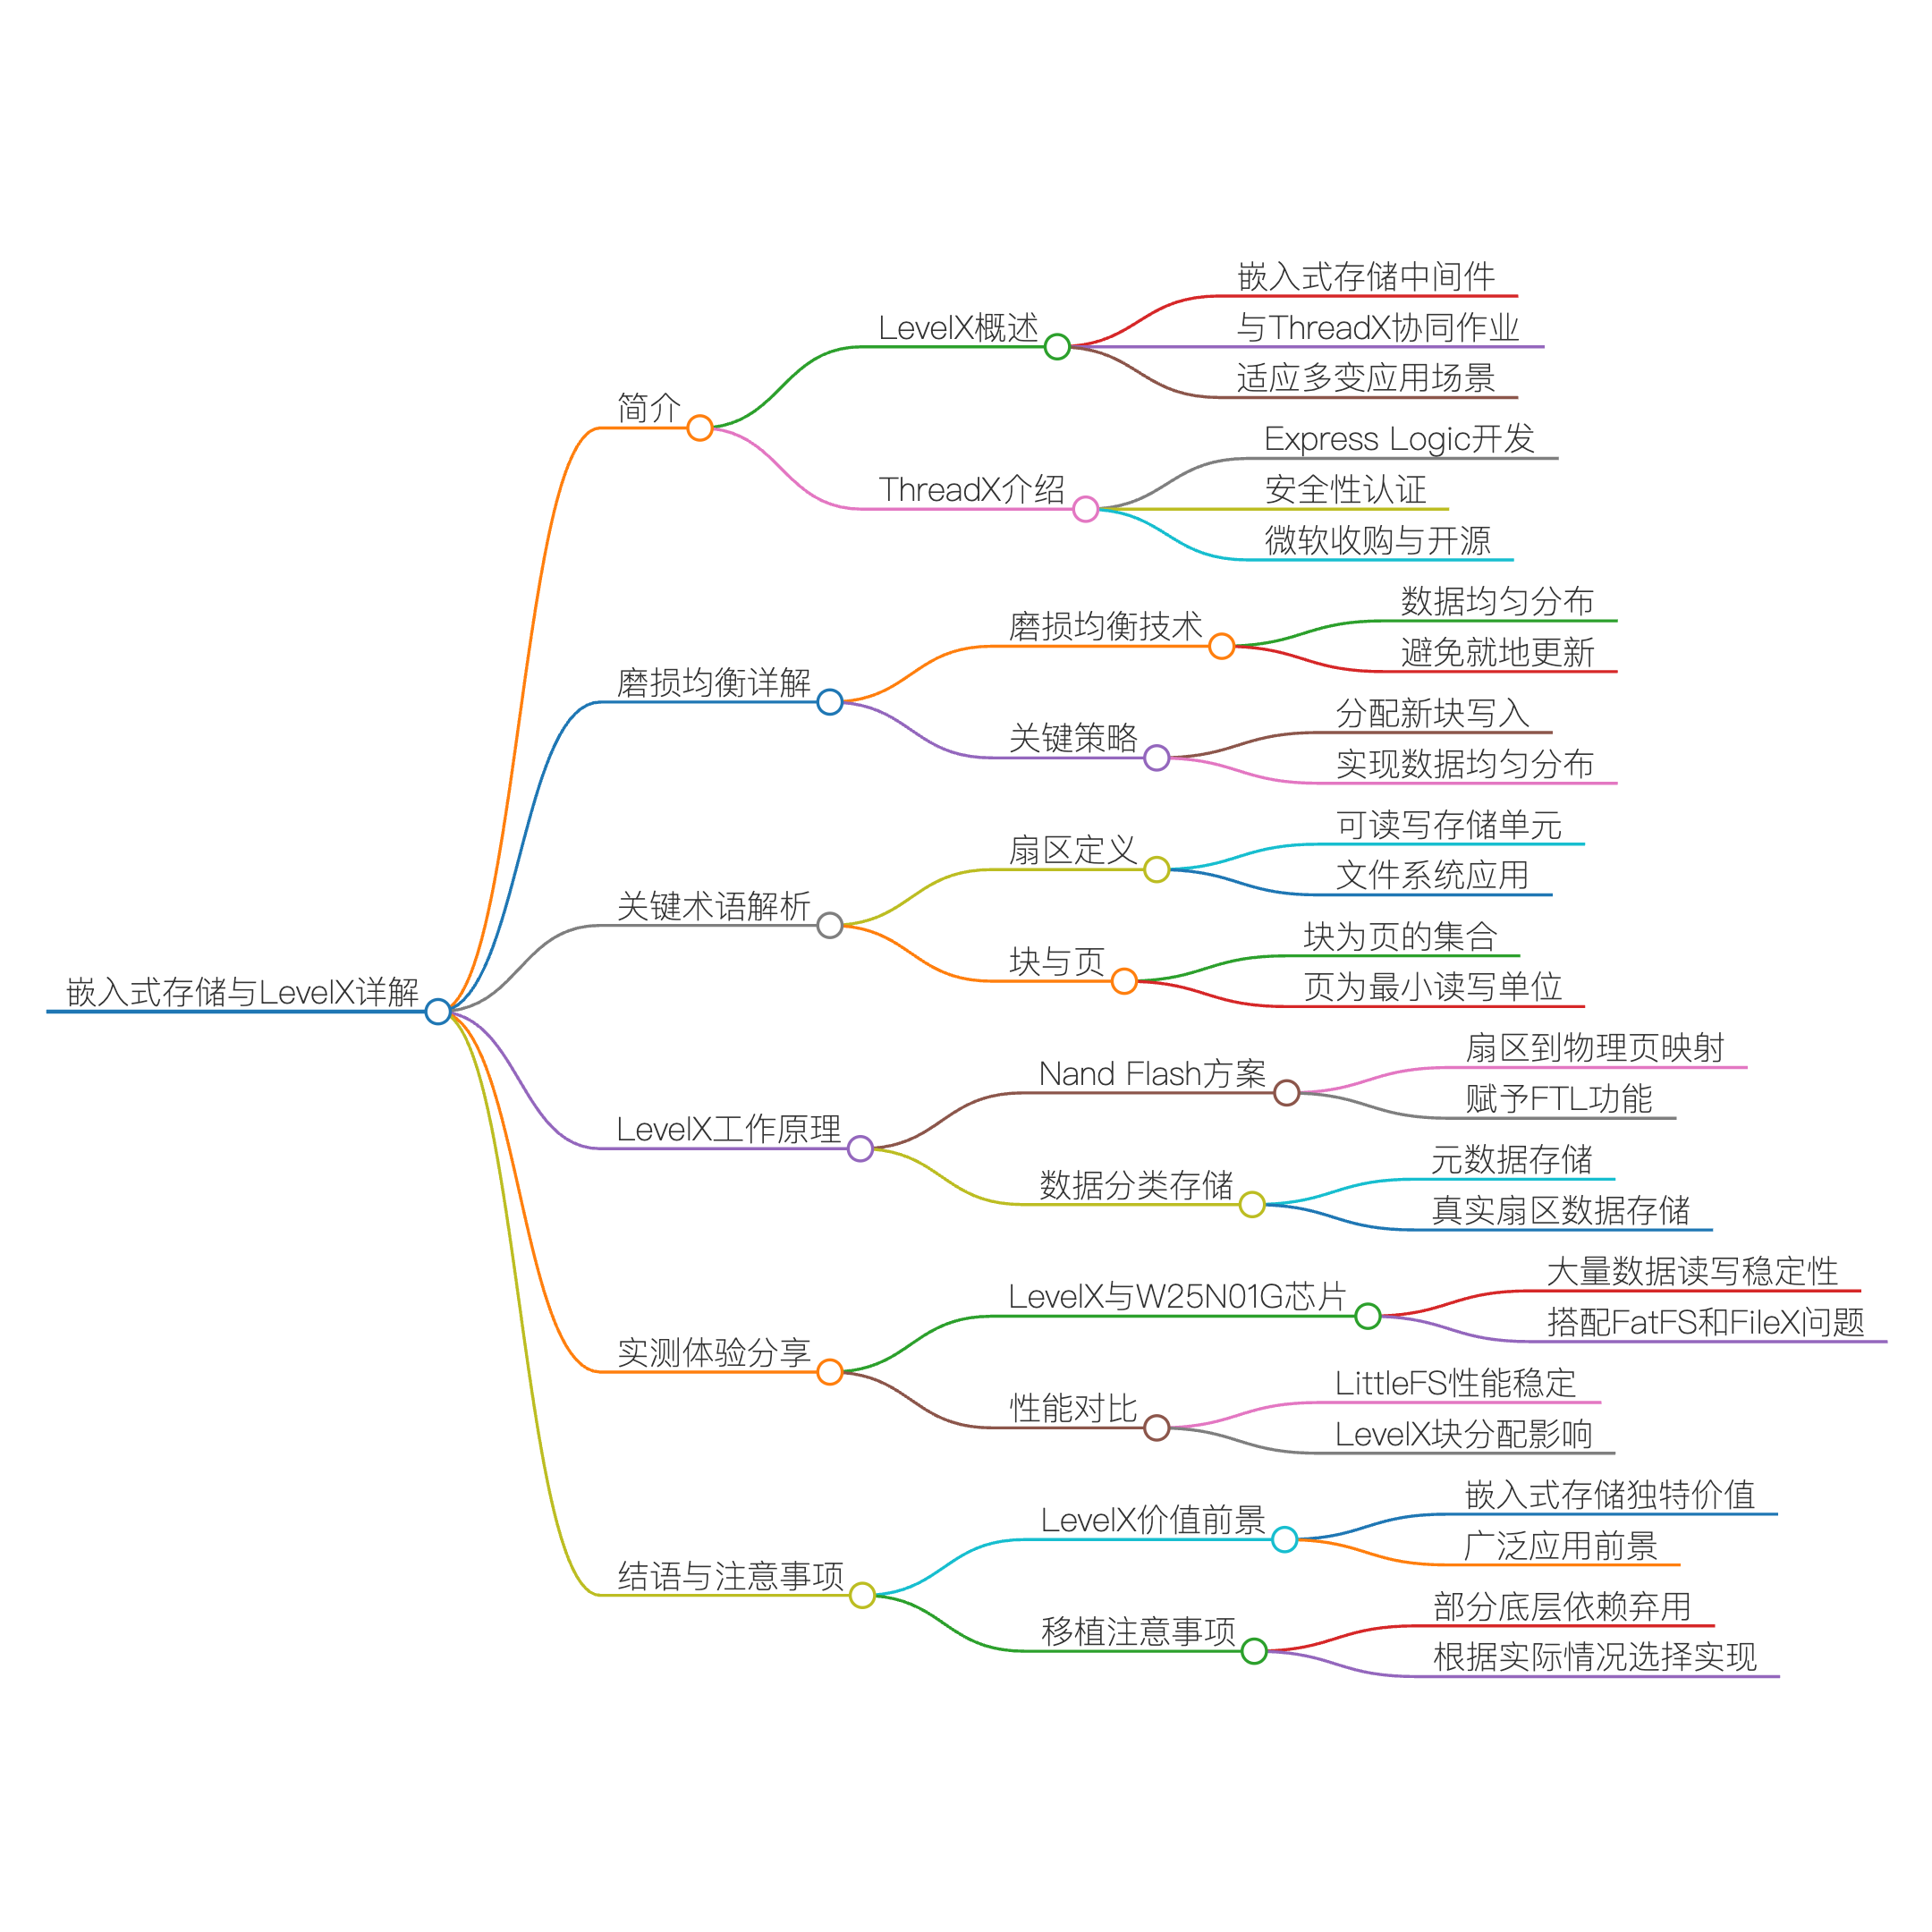 嵌入式存储与LevelX详解
简介
LevelX概述
嵌入式存储中间件
与ThreadX协同作业
适应多变应用场景
ThreadX介绍
Express Logic开发
安全性认证
微软收购与开源
磨损均衡详解
磨损均衡技术
数据均匀分布
避免就地更新
关键策略
分配新块写入
实现数据均匀分布
关键术语解析
扇区定义
可读写存储单元
文件系统应用
块与页
块为页的集合
页为最小读写单位
LevelX工作原理
Nand Flash方案
扇区到物理页映射
赋予FTL功能
数据分类存储
元数据存储
真实扇区数据存储
实测体验分享
LevelX与W25N01G芯片
大量数据读写稳定性
搭配FatFS和FileX问题
性能对比
LittleFS性能稳定
LevelX块分配影响
结语与注意事项
LevelX价值前景
嵌入式存储独特价值
广泛应用前景
移植注意事项
部分底层依赖弃用
根据实际情况选择实现